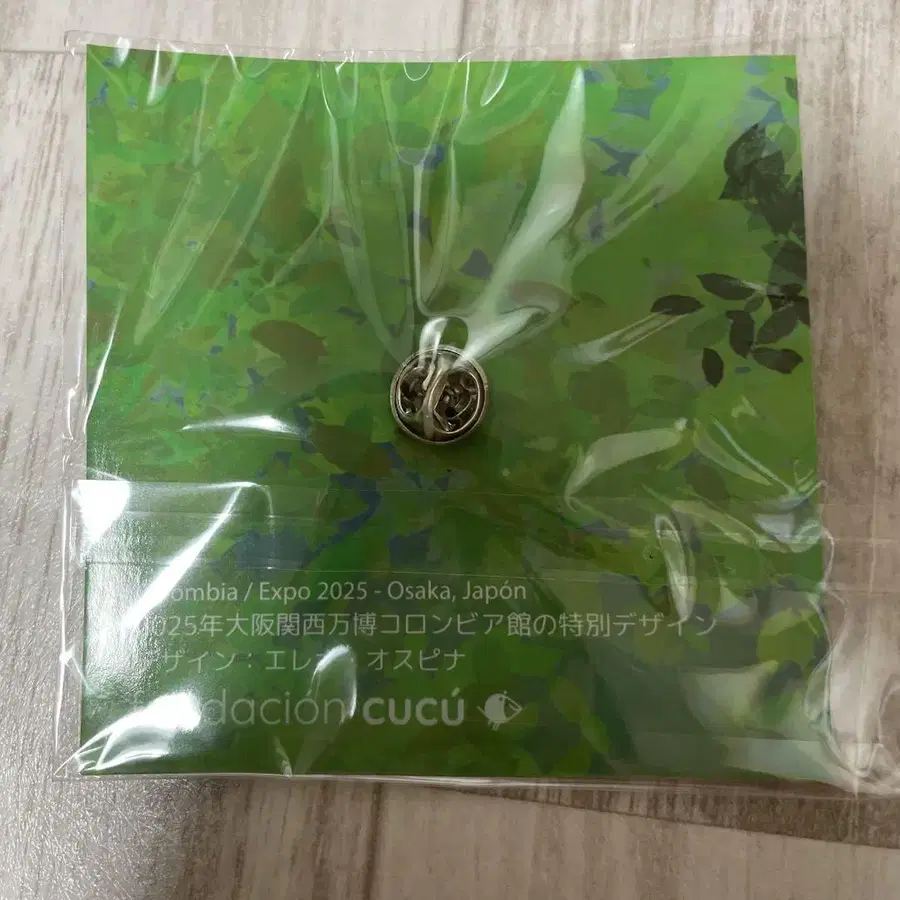 ombia / Expo 2025 - Osaka, Japón
025年大阪関西万博コロンビア館の特別デザイン
ザイン：エレ オスピナ
dación cucú